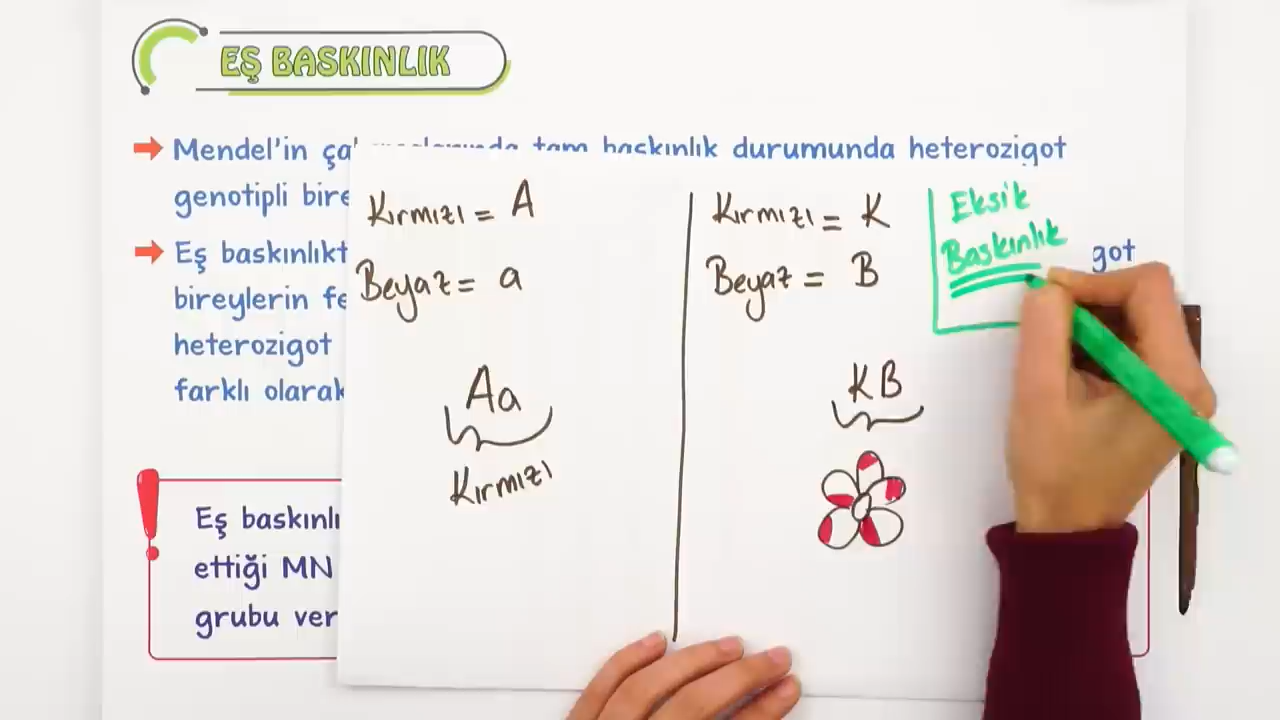 EŞ BASKINLIK
Mendel'in ça tam baskınlık durumunda heterozigot
genotipli bire
Eş baskınlıkt got
bireylerin fe
heterozigot
farklı olarak
Eş baskınlı
ettiği MN
grubu ver
Kırmızı = A
Beyaz = a
Aa
Kırmızı
Kırmızı = K
Beyaz = B
KB
Eksik
Baskınlık